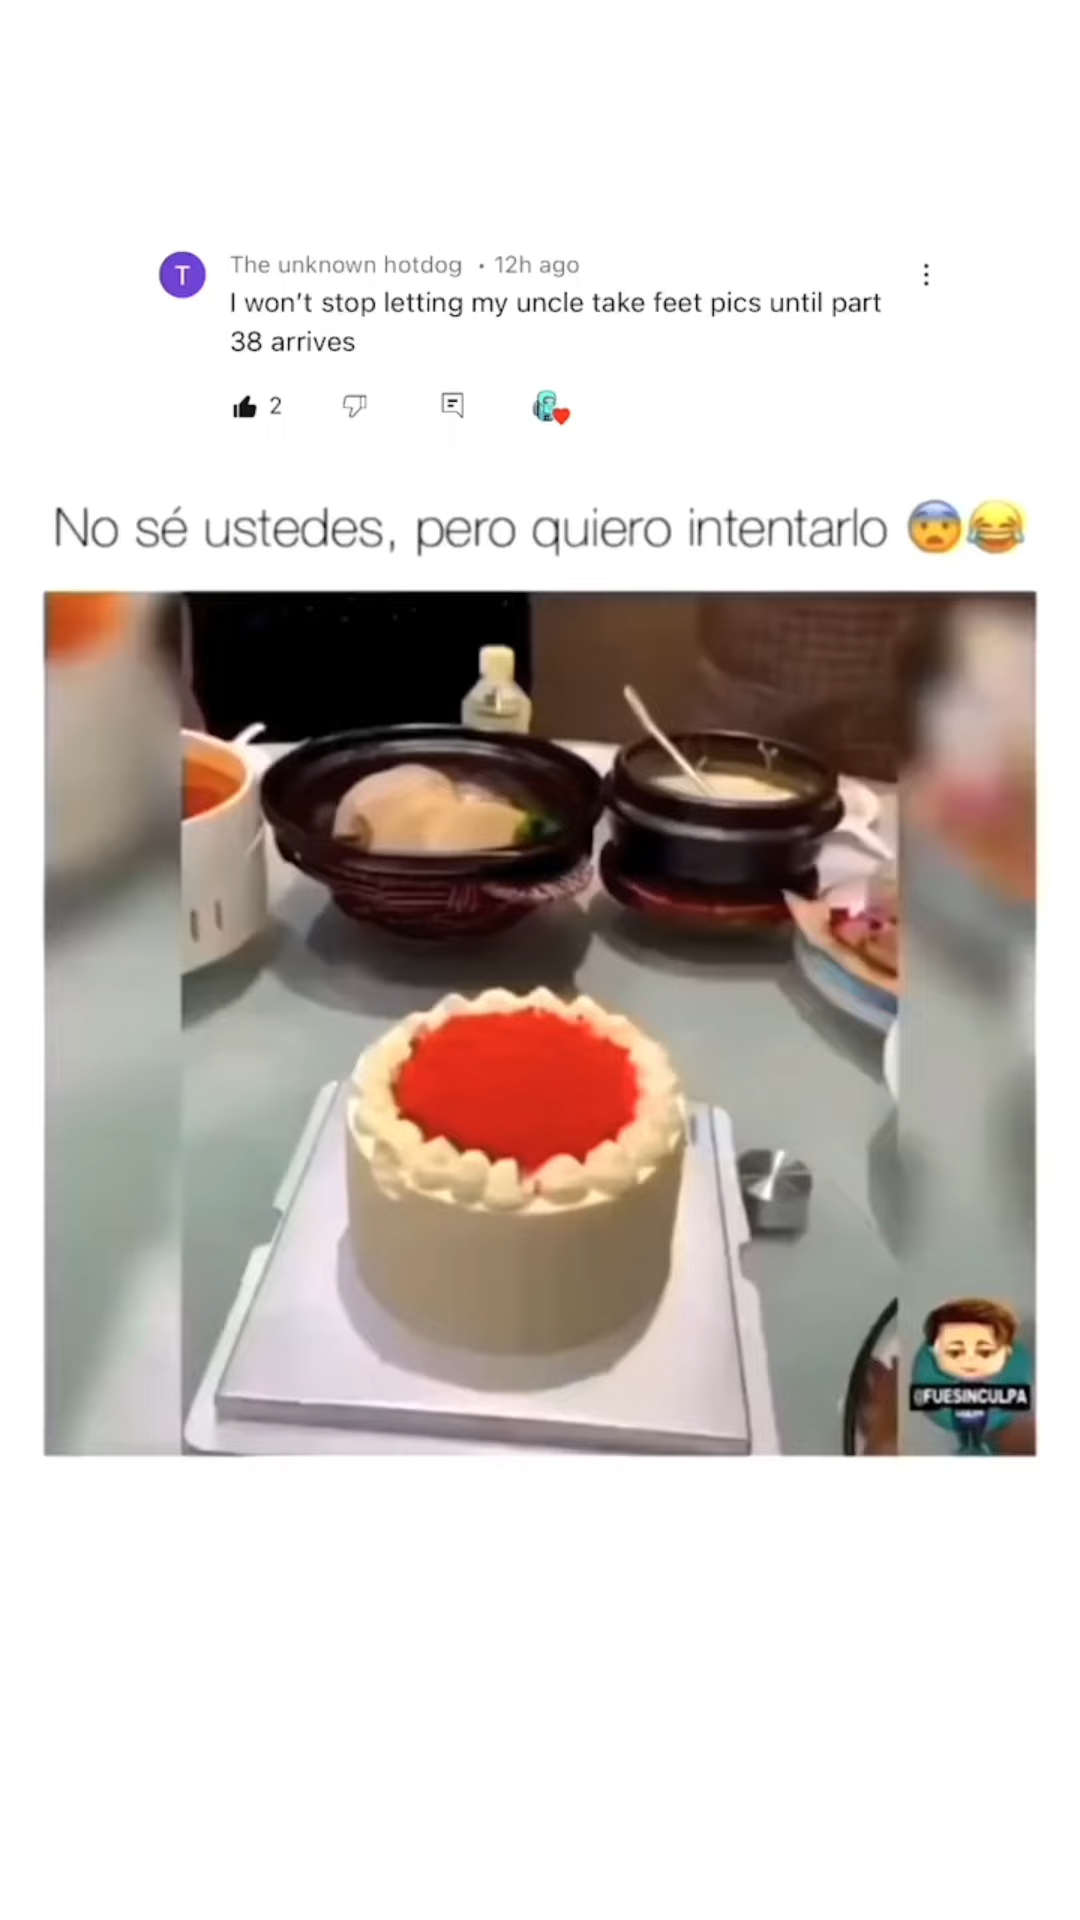 T
The unknown hotdog • 12h ago
I won't stop letting my uncle take feet pics until part
38 arrives
2
No sé ustedes, pero quiero intentarlo 😨😂
@FUESINCULPA